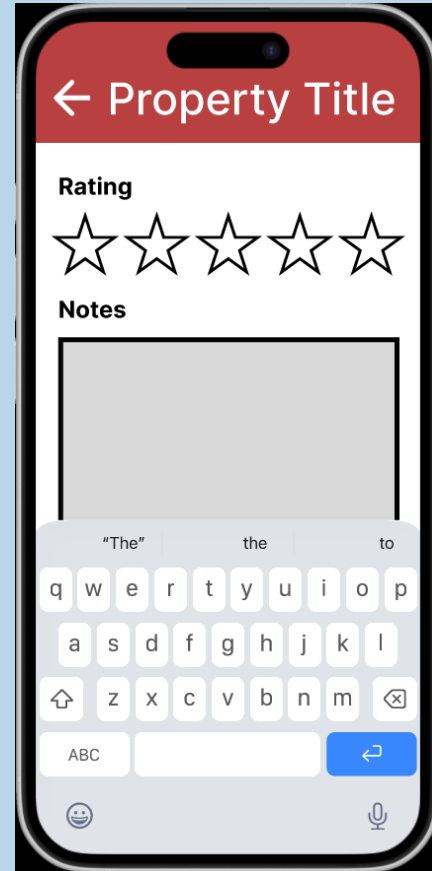 Property Title
Rating
Notes
“The” the to
q w e r t y u i o p
a s d f g h j k l
z x c v b n m
ABC